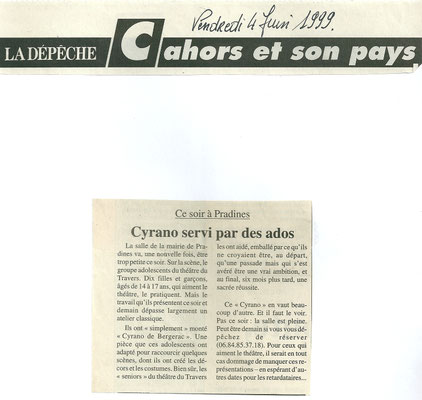 Vendredi 4 Juin 1999.
LA DÉPÊCHE Cahors et son pays
Ce soir à Pradines
Cyrano servi par des ados
La salle de la mairie de Pra-
dines va, une nouvelle fois, être
trop petite ce soir. Sur la scène, le
groupe adolescents du théâtre du
Travers. Dix filles et garçons,
âgés de 14 à 17 ans, qui aiment le
théâtre, le pratiquent. Mais le
travail qu'ils présentent ce soir et
demain dépasse largement un
atelier classique.
Ils ont « simplement » monté
« Cyrano de Bergerac ». Une
pièce que ces adolescents ont
adapté pour raccourcir quelques
scènes, dont ils ont créé les dé-
cors et les costumes. Bien sûr, les
« seniors » du théâtre du Travers
les ont aidé, emballé par ce qu'ils
ne croyaient être, au départ,
qu'une passade mais qui s'est
avéré être une vrai ambition, et
au final, six mois plus tard, une
sacrée réussite.
Ce « Cyrano » en vaut beau-
coup d'autre. Et il faut le voir.
Pas ce soir : la salle est pleine.
Peut être demain si vous vous dé-
pêchez de réserver
(06.84.85.37.18). Pour ceux qui
aiment le théâtre, il serait en tout
cas dommage de manquer ces re-
présentations – en espérant d'au-
tres dates pour les retardataires...